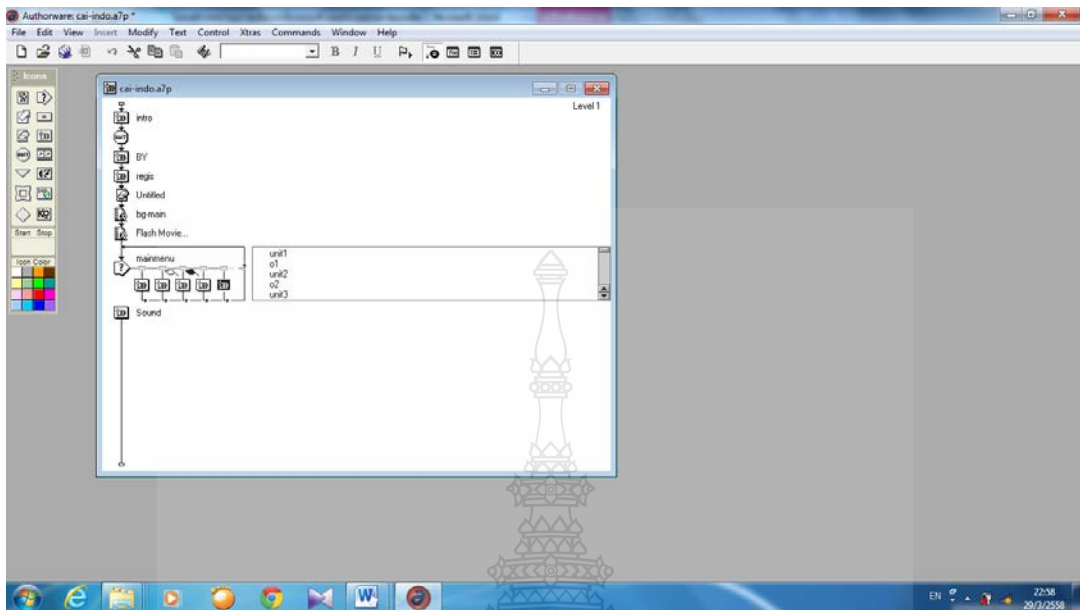 Authorware: cai-indo.a7p *
File Edit View Insert Modify Text Control Xtras Commands Window Help
B I U
Icons
cai-indo.a7p
Level 1
intro
WAIT
BY
regis
Untitled
bg-main
Flash Movie...
mainmenu
unit1
o1
unit2
o2
unit3
Sound
Start Stop
Icon Color
EN
22:58
29/3/2558